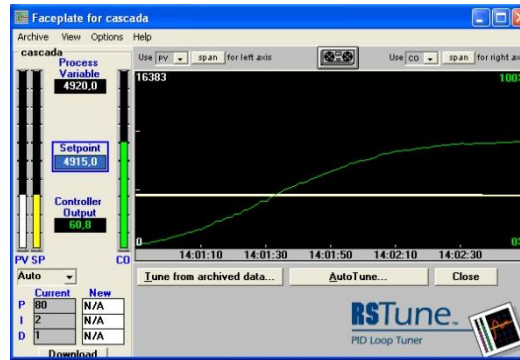 Faceplate for cascada
Archive View Options Help
cascada
Process Variable
4920,0
Setpoint
4915,0
Controller Output
60,8
PV SP CO
Auto
Current New
P 80 N/A
I 2 N/A
D 1 N/A
Download
Use PV span for left axis
Use CO span for right
16383
100
0
0
14:01:10 14:01:30 14:01:50 14:02:10 14:02:30
Tune from archived data... AutoTune... Close
RSTune
PID Loop Tuner